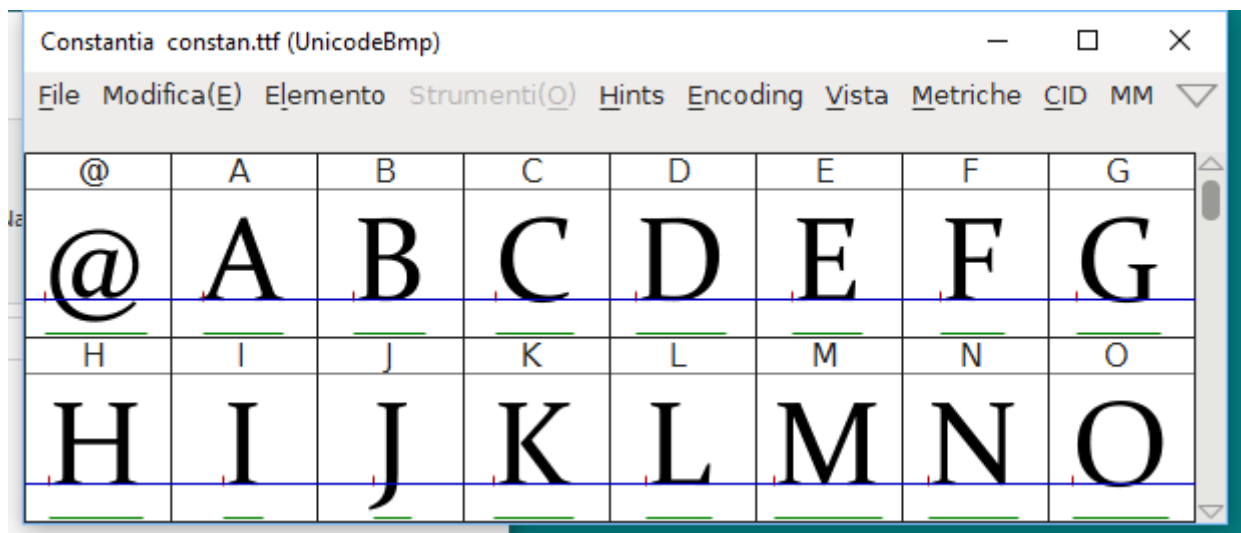 Constantia constan.ttf (UnicodeBmp)
File Modifica(E) Elemento Strumenti(O) Hints Encoding Vista Metriche CID MM
@ A B C D E F G
@ A B C D E F G
H I J K L M N O
H I J K L M N O